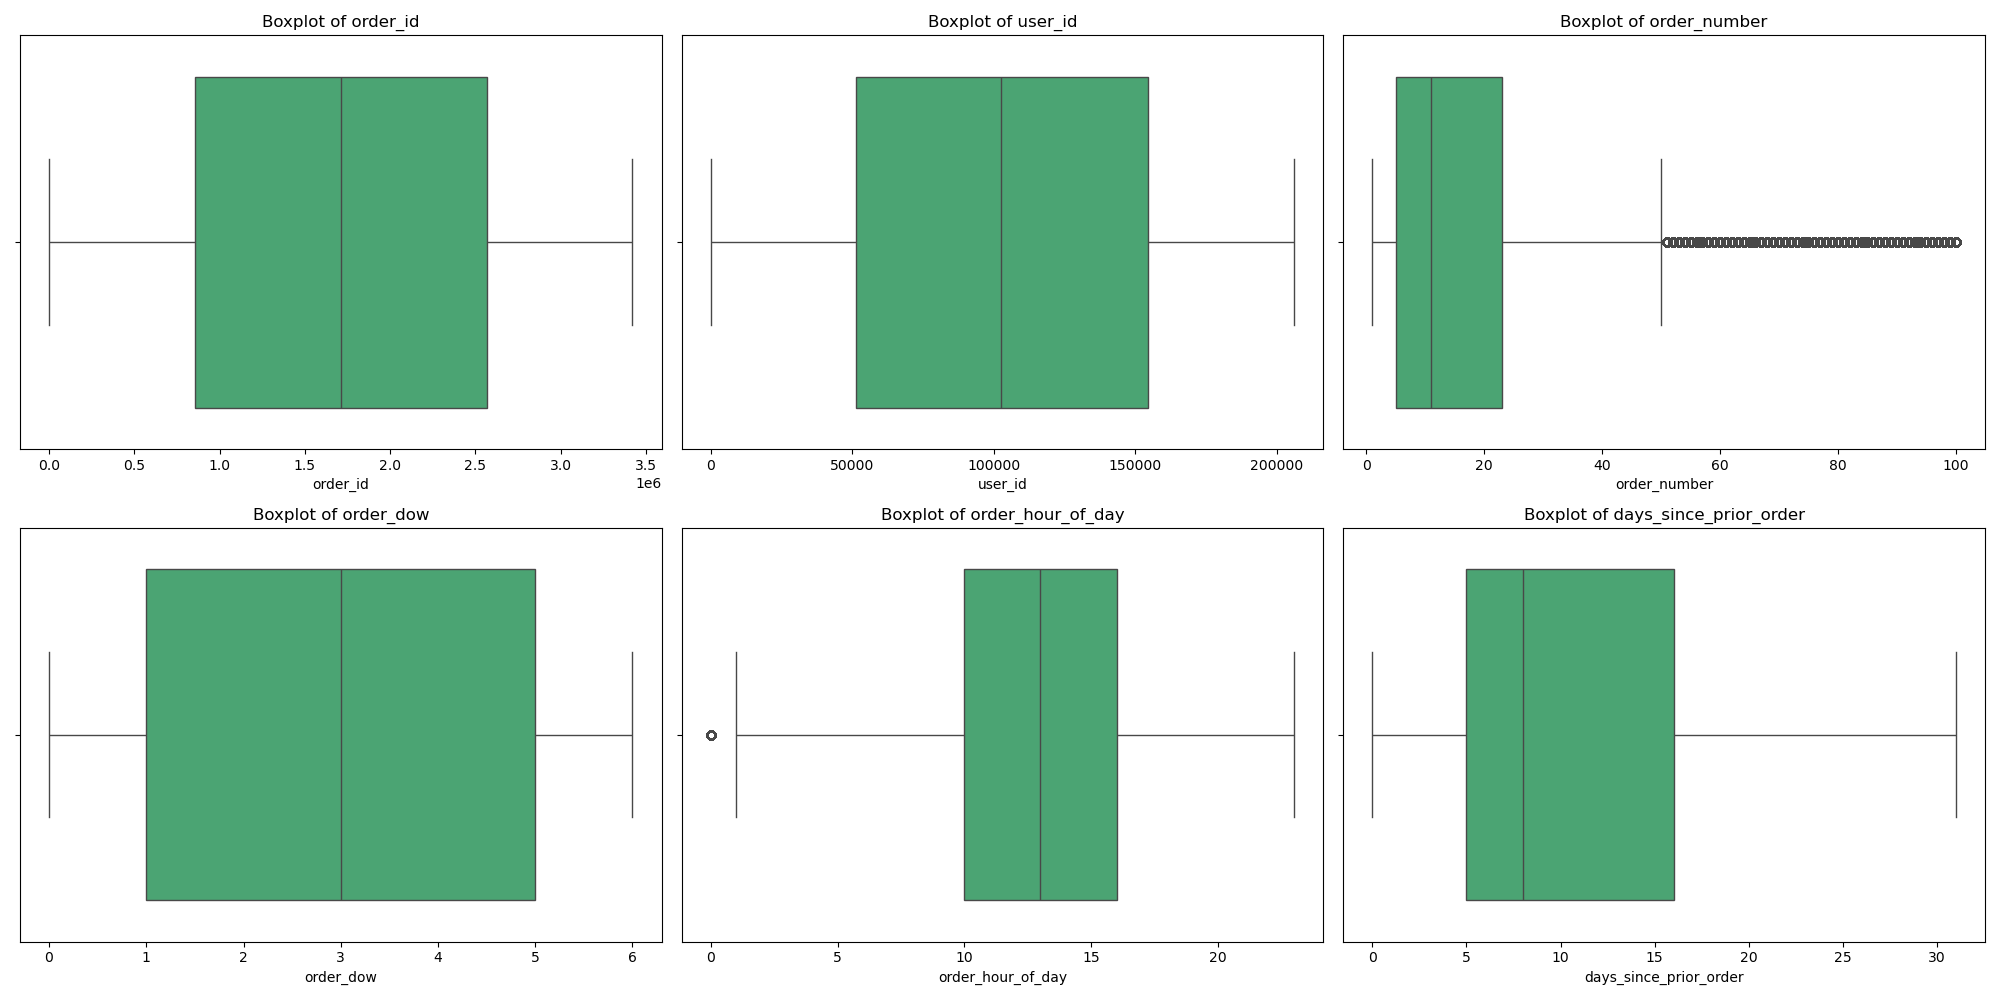 Boxplot of order_id
0.0 0.5 1.0 1.5 2.0 2.5 3.0 3.5
order_id
1e6
Boxplot of user_id
0 50000 100000 150000 200000
user_id
Boxplot of order_number
0 20 40 60 80 100
order_number
Boxplot of order_dow
0 1 2 3 4 5 6
order_dow
Boxplot of order_hour_of_day
0 5 10 15 20
order_hour_of_day
Boxplot of days_since_prior_order
0 5 10 15 20 25 30
days_since_prior_order